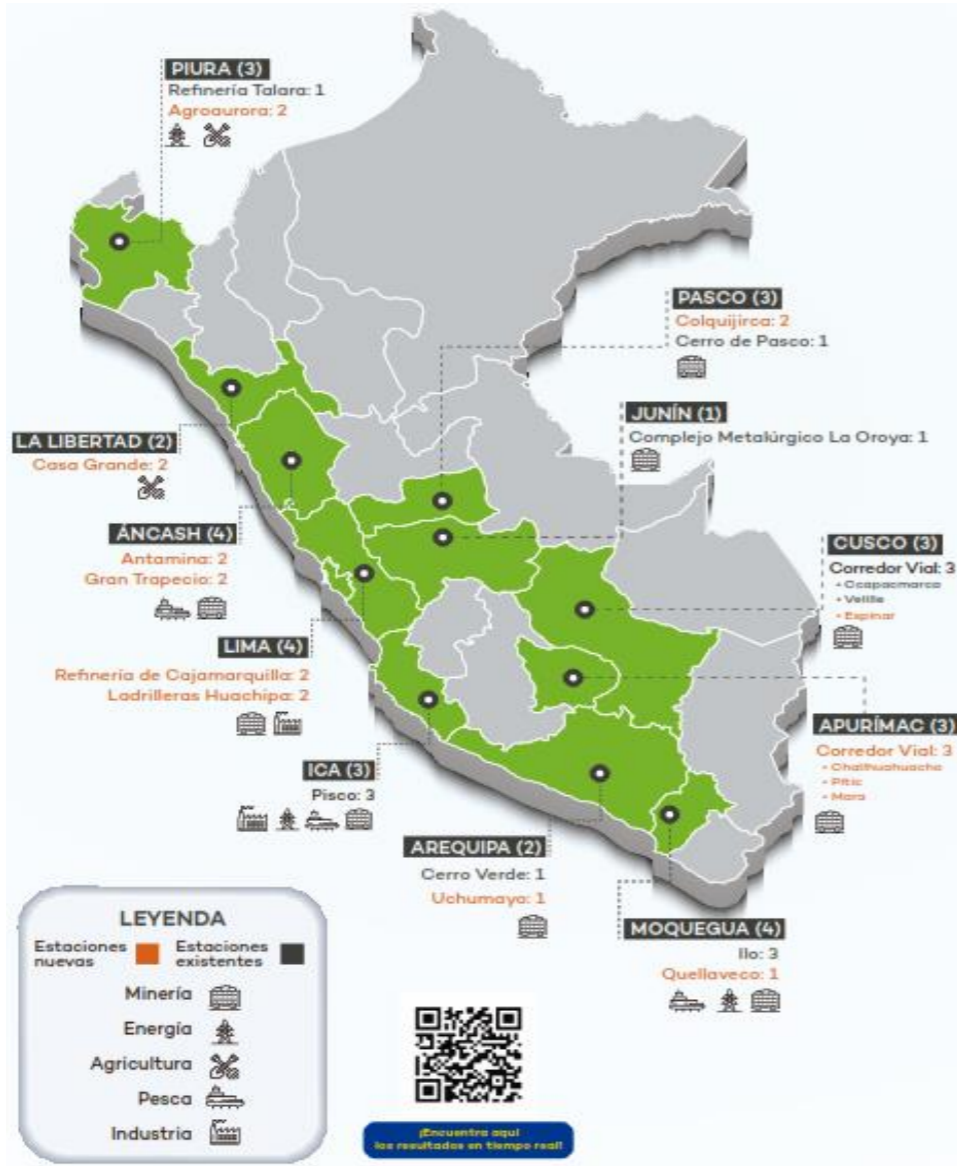 PIURA (3)
Refinería Talara: 1
Agroaurora: 2
PASCO (3)
Colquijirca: 2
Cerro de Pasco: 1
JUNÍN (1)
Complejo Metalúrgico La Oroya: 1
LA LIBERTAD (2)
Casa Grande: 2
ÁNCASH (4)
Antamina: 2
Gran Trapecio: 2
CUSCO (3)
Corredor Vial: 3
• Ccapacmarca
• Velille
• Espinar
LIMA (4)
Refinería de Cajamarquilla: 2
Ladrilleras Huachipa: 2
APURÍMAC (3)
Corredor Vial: 3
• Challhuahuacho
• Pitic
• Mara
ICA (3)
Pisco: 3
AREQUIPA (2)
Cerro Verde: 1
Uchumayo: 1
MOQUEGUA (4)
Ilo: 3
Quellaveco: 1
LEYENDA
Estaciones nuevas
Estaciones existentes
Minería
Energía
Agricultura
Pesca
Industria
¡Encuentra aquí
los resultados en tiempo real!